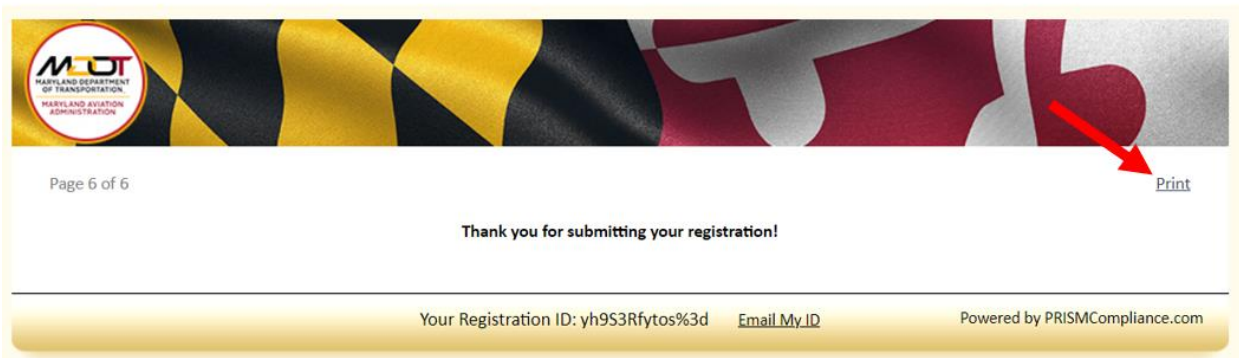 MDOT
MARYLAND DEPARTMENT
OF TRANSPORTATION
MARYLAND AVIATION
ADMINISTRATION
Page 6 of 6
Print
Thank you for submitting your registration!
Your Registration ID: yh9S3Rfytos%3d Email My ID Powered by PRISMCompliance.com